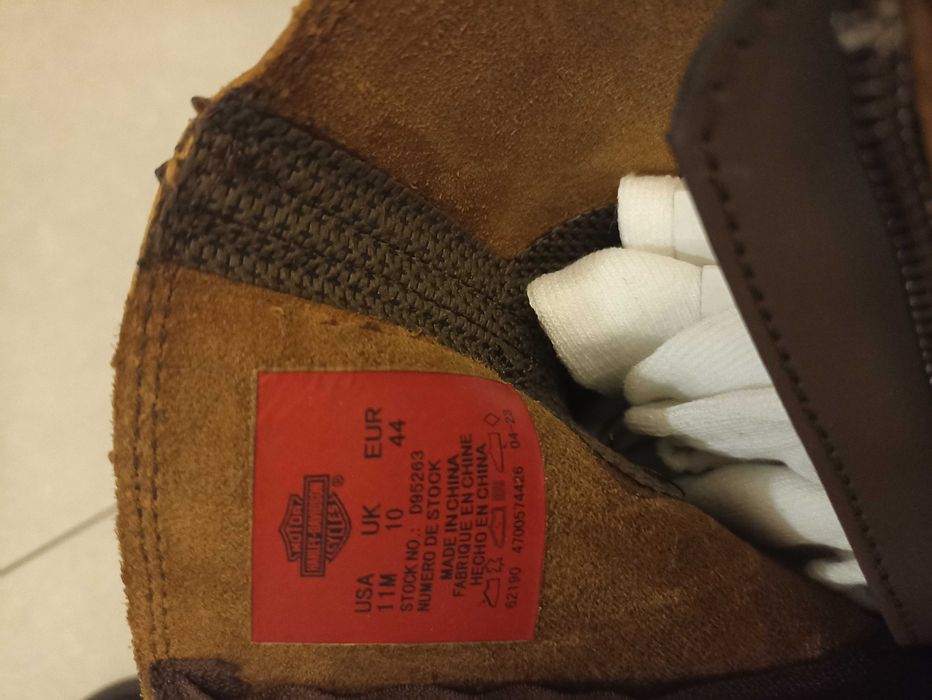 MOTOR
HARLEY-DAVIDSON
CYCLES
®
USA UK EUR
11M 10 44
STOCK NO.: D95263
NUMERO DE STOCK
MADE IN CHINA
FABRIQUE EN CHINE
HECHO EN CHINA
62190 4700574426 04-23